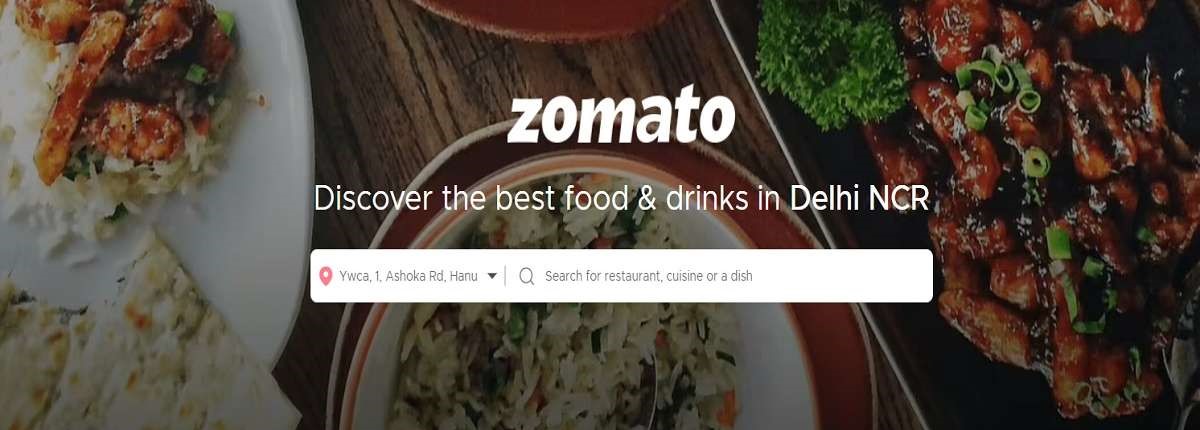 zomato
Discover the best food & drinks in Delhi NCR
Ywca, 1, Ashoka Rd, Hanu Search for restaurant, cuisine or a dish